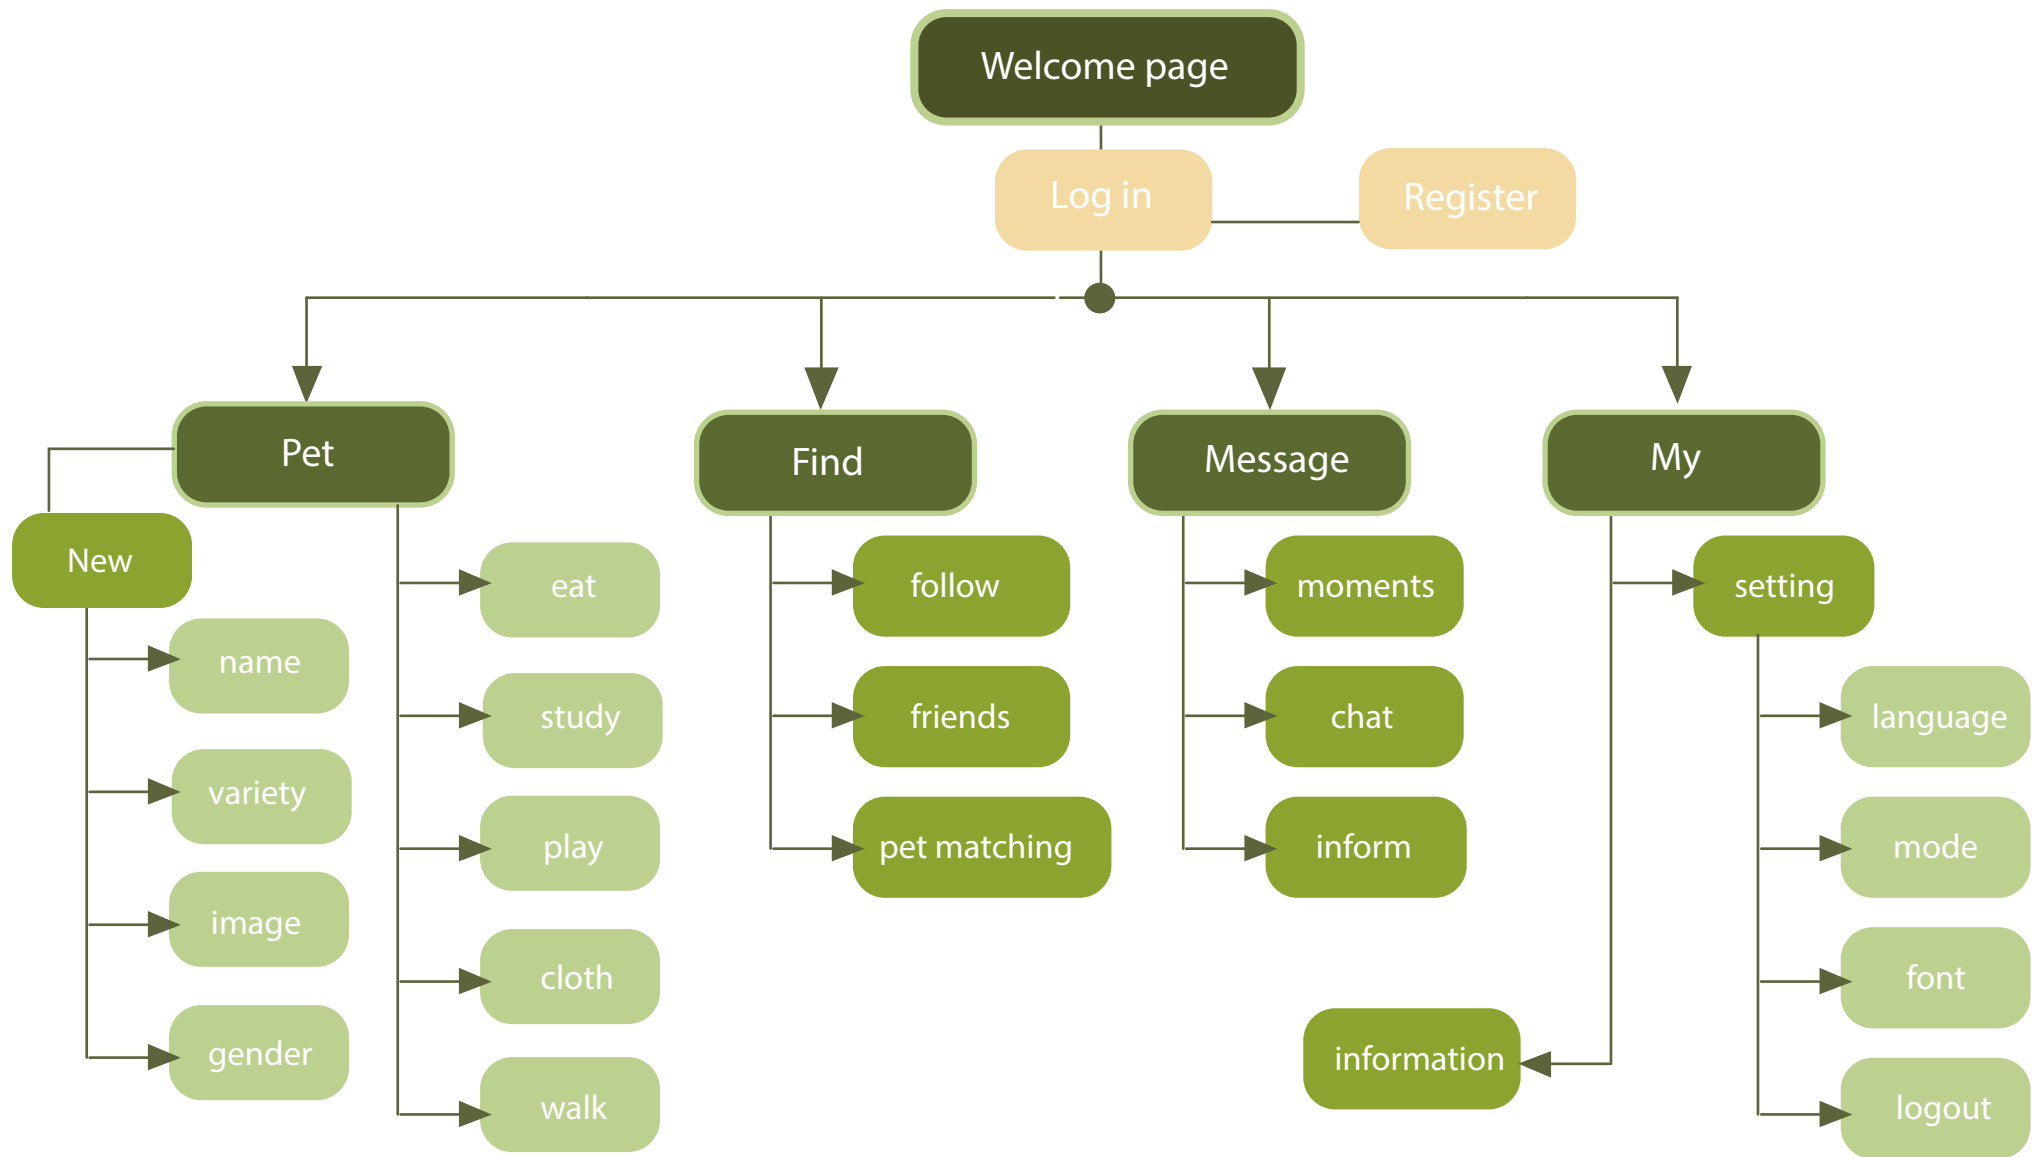 Welcome page
Log in
Register
Pet
Find
Message
My
New
name
variety
image
gender
eat
study
play
cloth
walk
follow
friends
pet matching
moments
chat
inform
setting
language
mode
font
logout
information